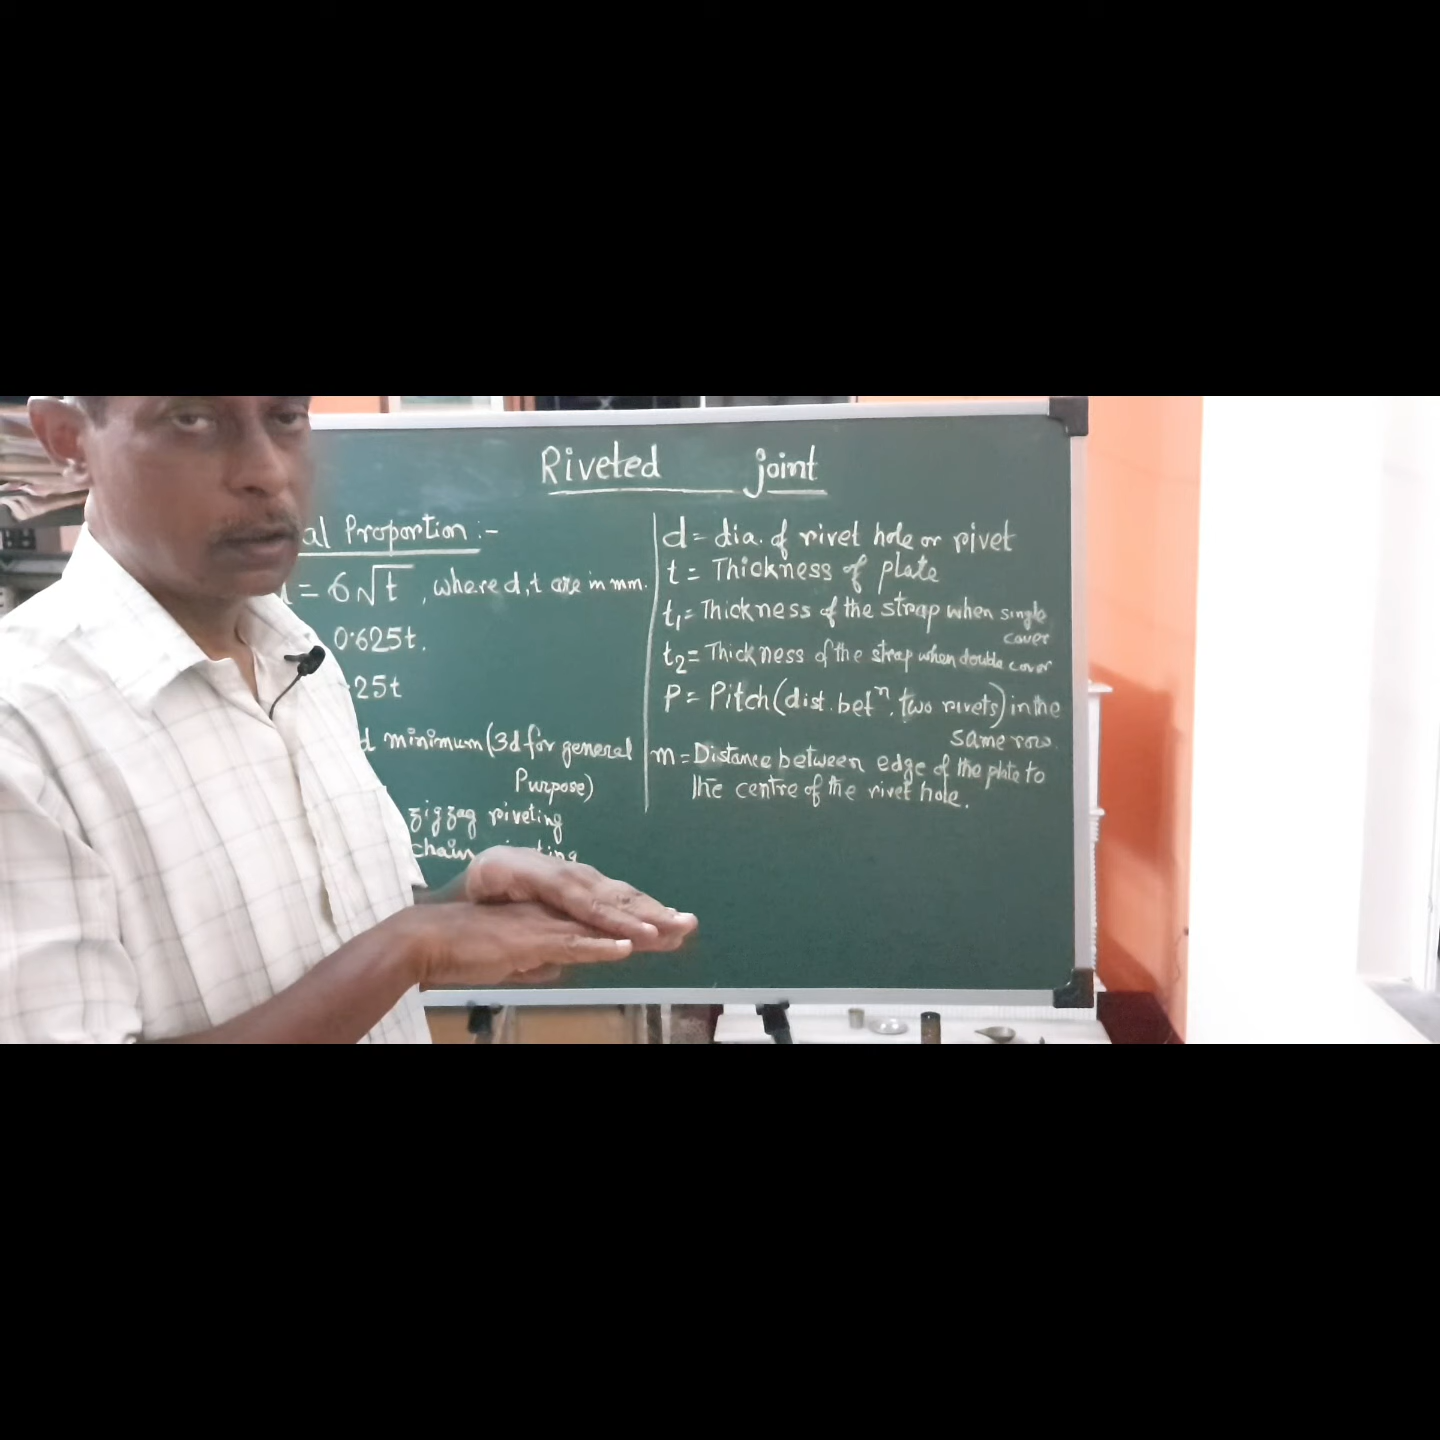 Riveted joint
al Proportion :-
= 6√t , where d, t are in mm.
0.625t.
.25t
d minimum (3d for general
Purpose)
zigzag riveting
chain
d = dia. of rivet hole or rivet
t = Thickness of plate
t₁ = Thickness of the strap when single
cover
t₂ = Thickness of the strap when double cover
P = Pitch (dist. betⁿ. two rivets) in the
same row.
m = Distance between edge of the plate to
the centre of the rivet hole.